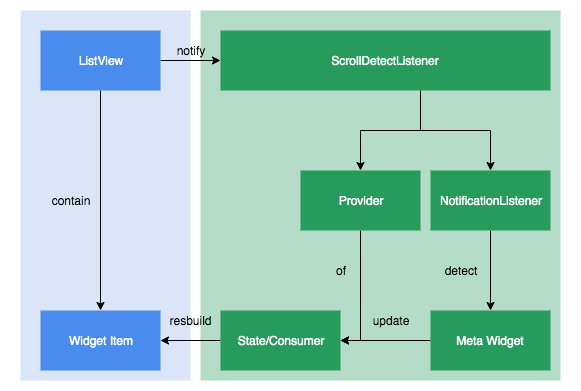 ListView
notify
ScrollDetectListener
contain
Provider
NotificationListener
of
detect
Widget Item
resbuild
State/Consumer
update
Meta Widget